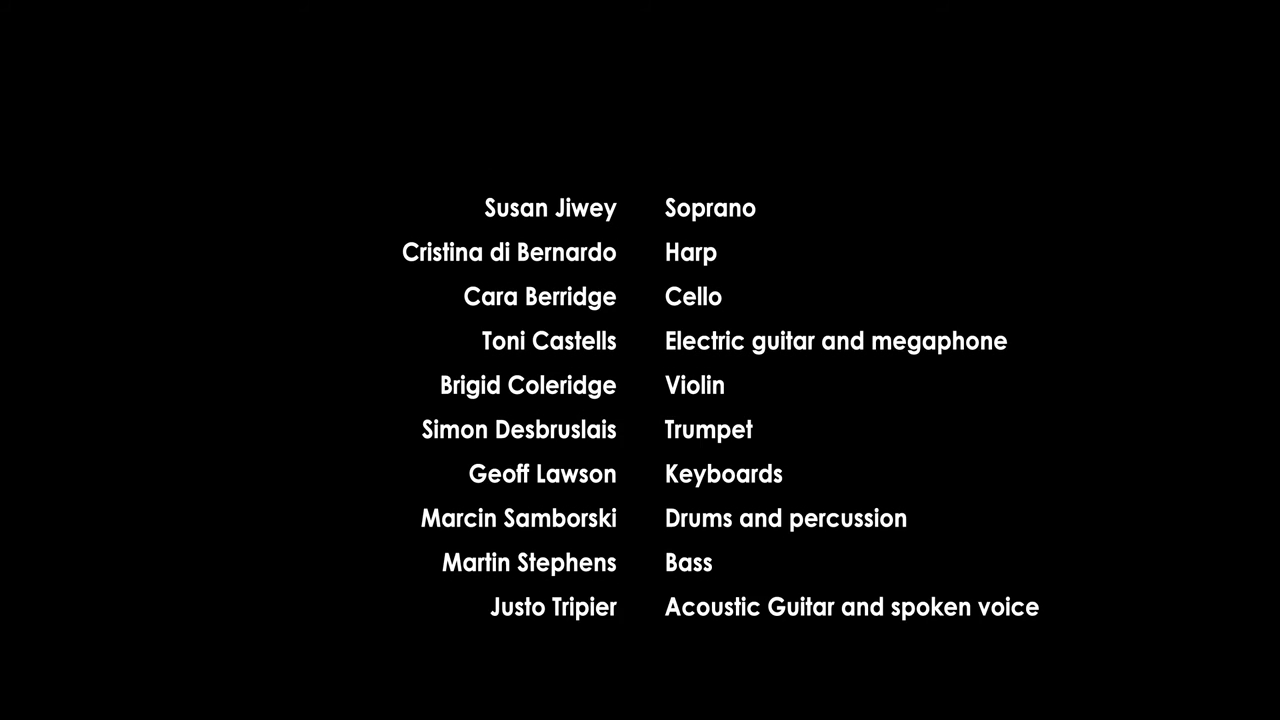 Susan Jiwey Soprano
Cristina di Bernardo Harp
Cara Berridge Cello
Toni Castells Electric guitar and megaphone
Brigid Coleridge Violin
Simon Desbruslais Trumpet
Geoff Lawson Keyboards
Marcin Samborski Drums and percussion
Martin Stephens Bass
Justo Tripier Acoustic Guitar and spoken voice